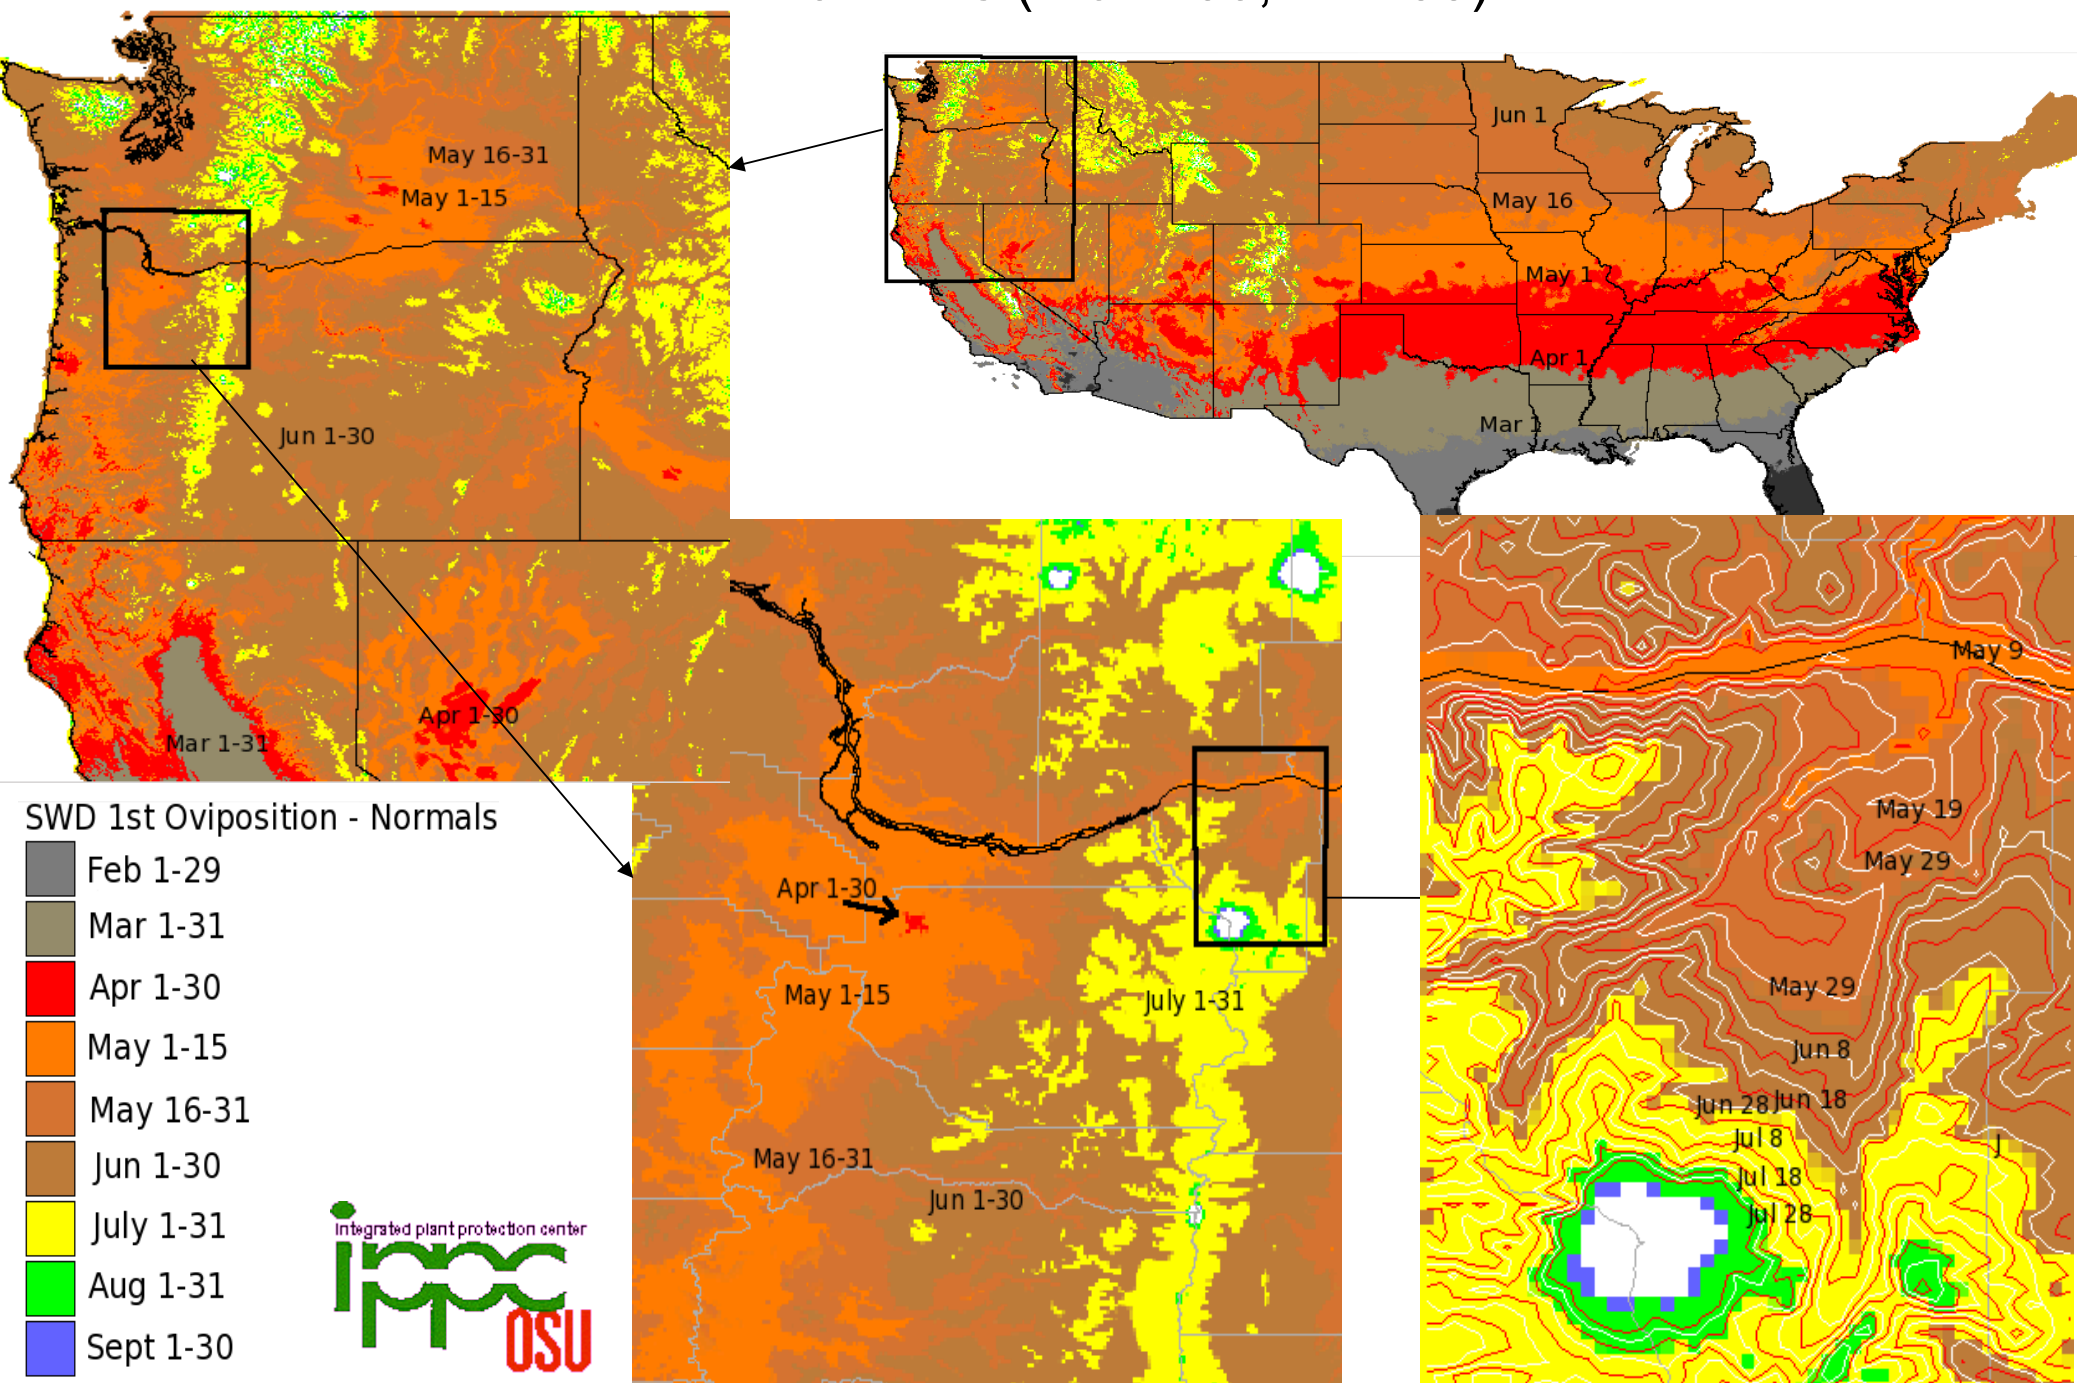 May 16-31
May 1-15
Jun 1-30
Apr 1-30
Mar 1-31
Jun 1
May 16
May 1
Apr 1
Mar 1
SWD 1st Oviposition - Normals
Feb 1-29
Mar 1-31
Apr 1-30
May 1-15
May 16-31
Jun 1-30
July 1-31
Aug 1-31
Sept 1-30
integrated plant protection center
ippc
OSU
Apr 1-30
May 1-15
July 1-31
May 16-31
Jun 1-30
May 9
May 19
May 29
May 29
Jun 8
Jun 28 Jun 18
Jul 8
J
Jul 18
Jul 28